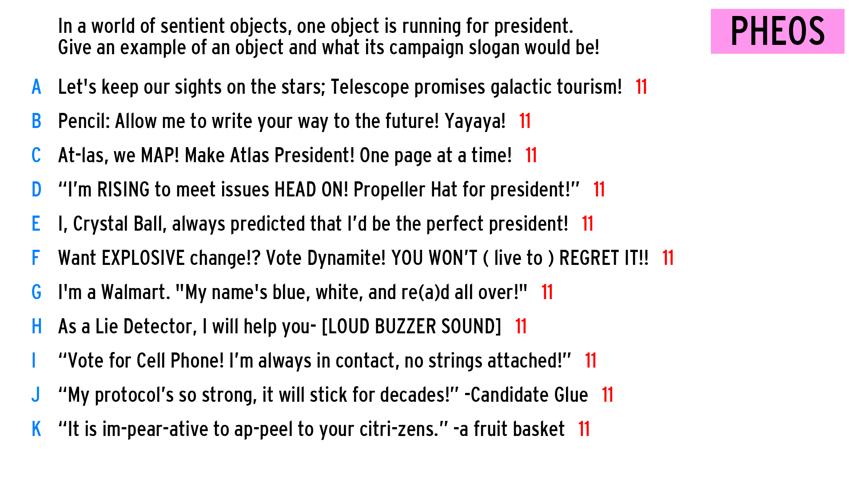 In a world of sentient objects, one object is running for president.
Give an example of an object and what its campaign slogan would be!
PHEOS
A Let's keep our sights on the stars; Telescope promises galactic tourism! 11
B Pencil: Allow me to write your way to the future! Yayaya! 11
C At-las, we MAP! Make Atlas President! One page at a time! 11
D “I’m RISING to meet issues HEAD ON! Propeller Hat for president!” 11
E I, Crystal Ball, always predicted that I’d be the perfect president! 11
F Want EXPLOSIVE change!? Vote Dynamite! YOU WON’T ( live to ) REGRET IT!! 11
G I'm a Walmart. "My name's blue, white, and re(a)d all over!" 11
H As a Lie Detector, I will help you- [LOUD BUZZER SOUND] 11
I “Vote for Cell Phone! I’m always in contact, no strings attached!” 11
J “My protocol’s so strong, it will stick for decades!” -Candidate Glue 11
K “It is im-pear-ative to ap-peel to your citri-zens.” -a fruit basket 11